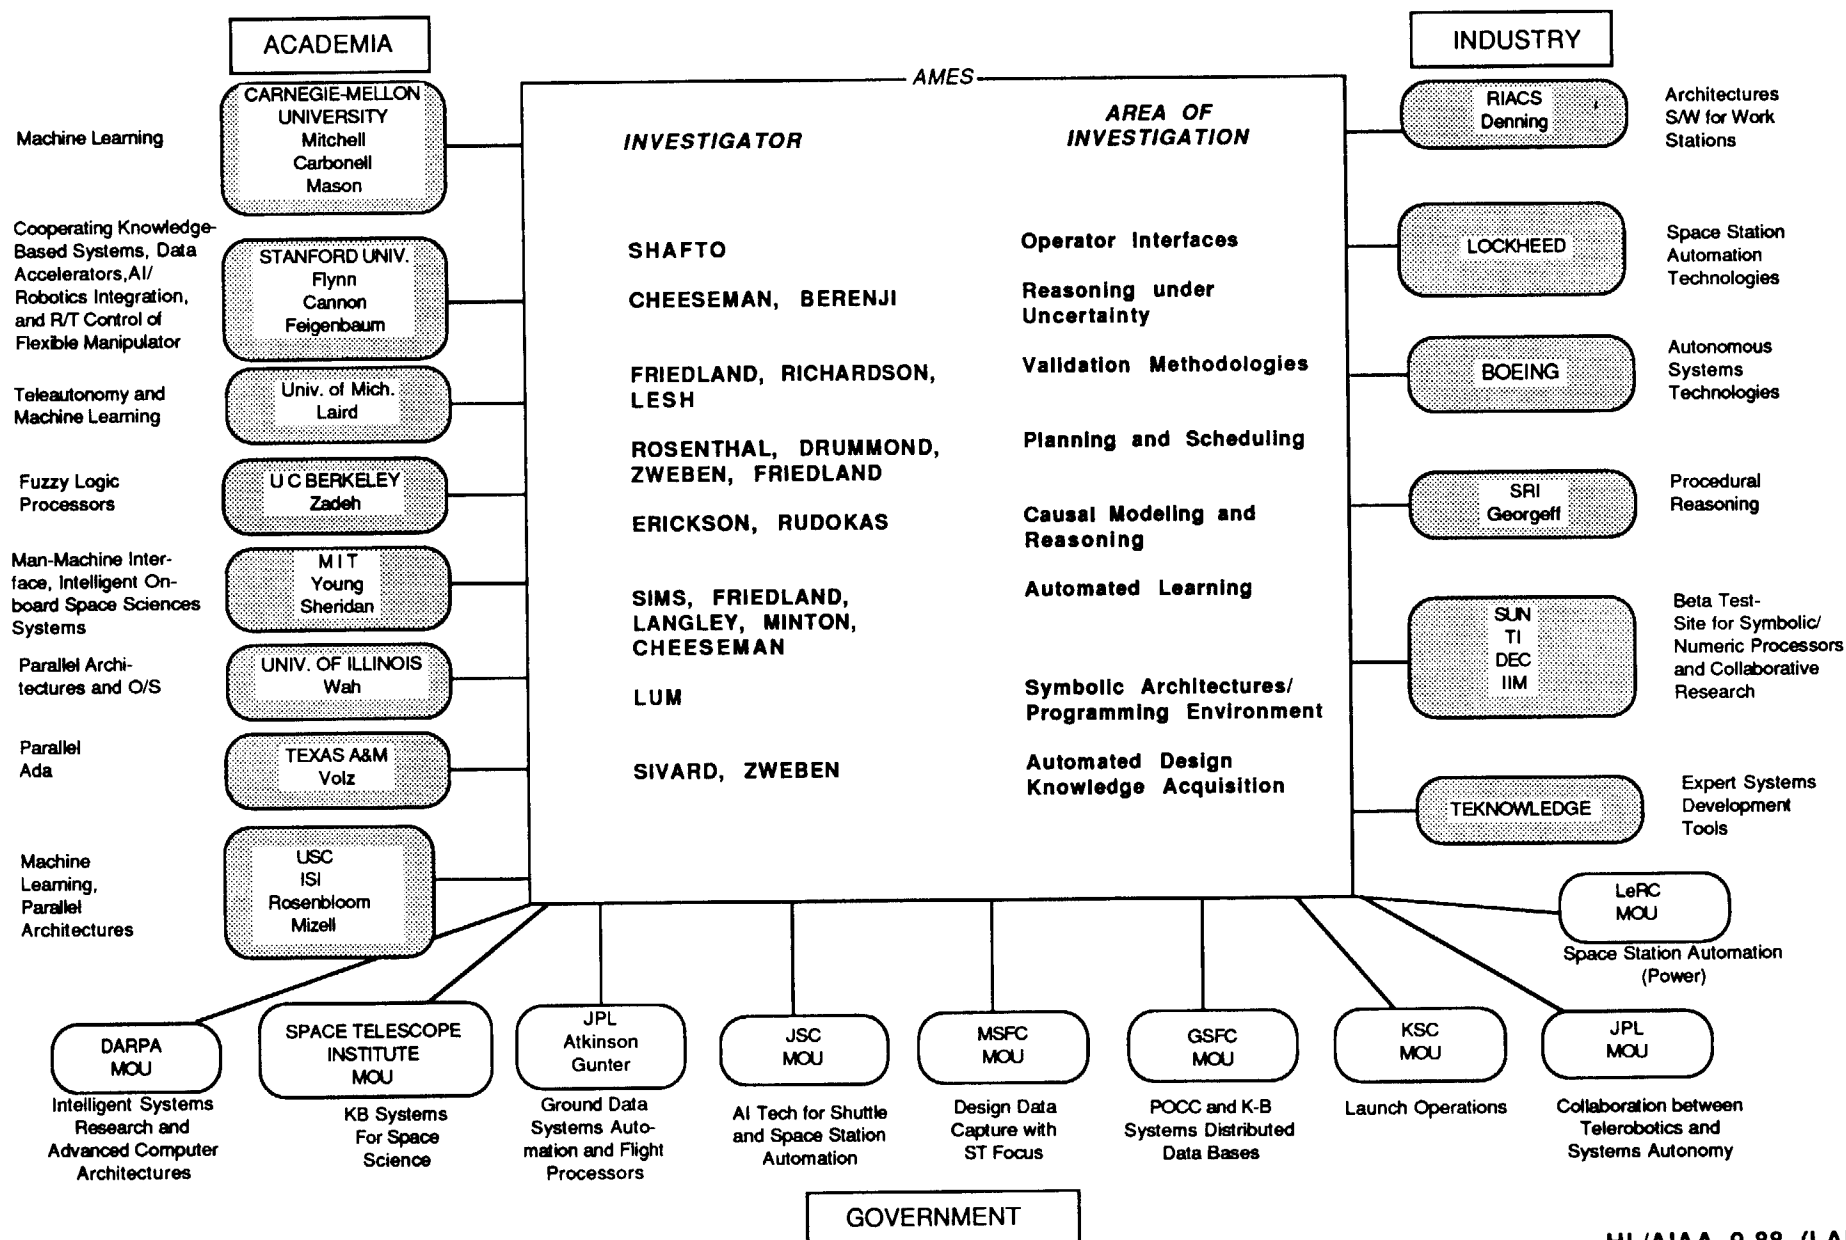 ACADEMIA
CARNEGIE-MELLON
UNIVERSITY
Mitchell
Carbonell
Mason
Machine Learning
STANFORD UNIV.
Flynn
Cannon
Feigenbaum
Cooperating Knowledge-
Based Systems, Data
Accelerators,AI/
Robotics Integration,
and R/T Control of
Flexible Manipulator
Univ. of Mich.
Laird
Teleautonomy and
Machine Learning
U C BERKELEY
Zadeh
Fuzzy Logic
Processors
M I T
Young
Sheridan
Man-Machine Inter-
face, Intelligent On-
board Space Sciences
Systems
UNIV. OF ILLINOIS
Wah
Parallel Archi-
tectures and O/S
TEXAS A&M
Volz
Parallel
Ada
USC
ISI
Rosenbloom
Mizell
Machine
Learning,
Parallel
Architectures
AMES
INVESTIGATOR
AREA OF
INVESTIGATION
SHAFTO
Operator Interfaces
CHEESEMAN, BERENJI
Reasoning under
Uncertainty
FRIEDLAND, RICHARDSON,
LESH
Validation Methodologies
ROSENTHAL, DRUMMOND,
ZWEBEN, FRIEDLAND
Planning and Scheduling
ERICKSON, RUDOKAS
Causal Modeling and
Reasoning
SIMS, FRIEDLAND,
LANGLEY, MINTON,
CHEESEMAN
Automated Learning
LUM
Symbolic Architectures/
Programming Environment
SIVARD, ZWEBEN
Automated Design
Knowledge Acquisition
INDUSTRY
RIACS
Denning
Architectures
S/W for Work
Stations
LOCKHEED
Space Station
Automation
Technologies
BOEING
Autonomous
Systems
Technologies
SRI
Georgeff
Procedural
Reasoning
SUN
TI
DEC
IIM
Beta Test-
Site for Symbolic/
Numeric Processors
and Collaborative
Research
TEKNOWLEDGE
Expert Systems
Development
Tools
LeRC
MOU
Space Station Automation
(Power)
DARPA
MOU
Intelligent Systems
Research and
Advanced Computer
Architectures
SPACE TELESCOPE
INSTITUTE
MOU
KB Systems
For Space
Science
JPL
Atkinson
Gunter
Ground Data
Systems Auto-
mation and Flight
Processors
JSC
MOU
AI Tech for Shuttle
and Space Station
Automation
MSFC
MOU
Design Data
Capture with
ST Focus
GSFC
MOU
POCC and K-B
Systems Distributed
Data Bases
KSC
MOU
Launch Operations
JPL
MOU
Collaboration between
Telerobotics and
Systems Autonomy
GOVERNMENT